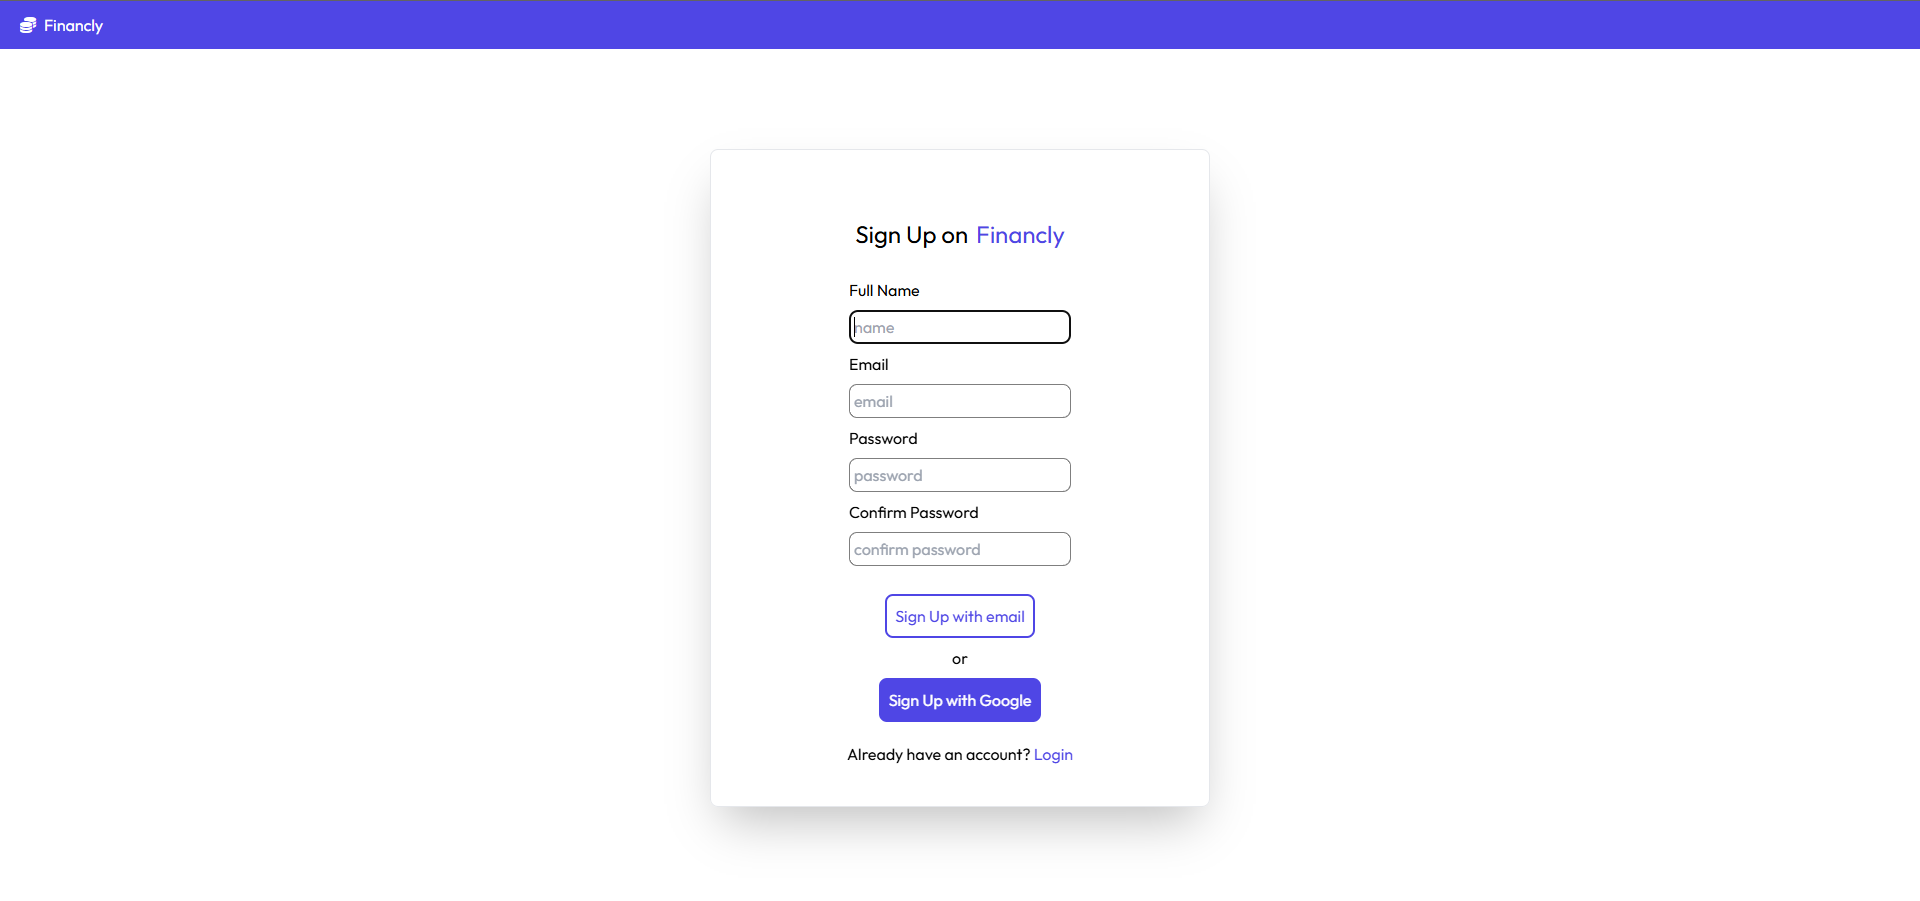 Financly
Sign Up on Financly
Full Name
name
Email
email
Password
password
Confirm Password
confirm password
Sign Up with email
or
Sign Up with Google
Already have an account? Login